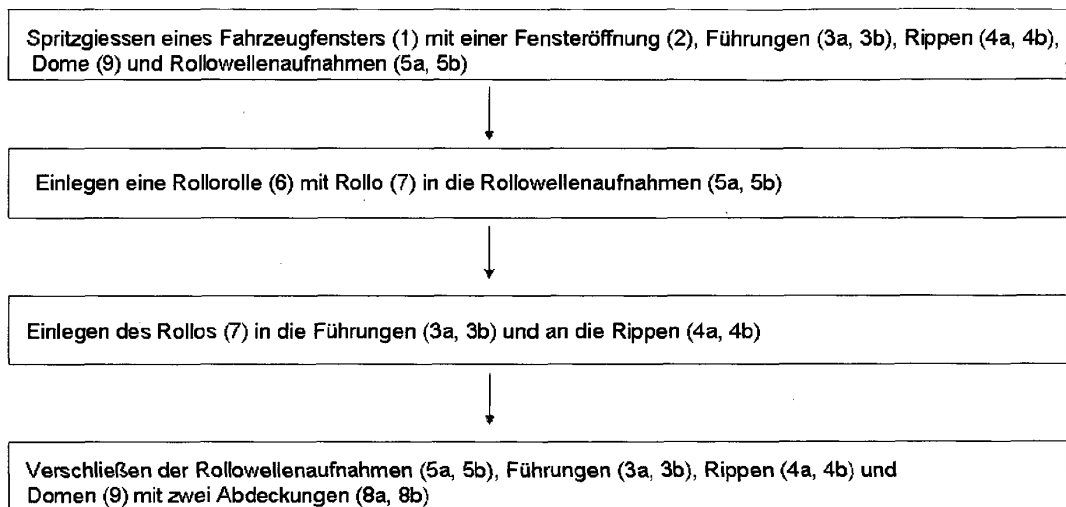 Spritzgiessen eines Fahrzeugfensters (1) mit einer Fensteröffnung (2), Führungen (3a, 3b), Rippen (4a, 4b),
Dome (9) und Rollowellenaufnahmen (5a, 5b)
Einlegen eine Rollorolle (6) mit Rollo (7) in die Rollowellenaufnahmen (5a, 5b)
Einlegen des Rollos (7) in die Führungen (3a, 3b) und an die Rippen (4a, 4b)
Verschließen der Rollowellenaufnahmen (5a, 5b), Führungen (3a, 3b), Rippen (4a, 4b) und
Domen (9) mit zwei Abdeckungen (8a, 8b)